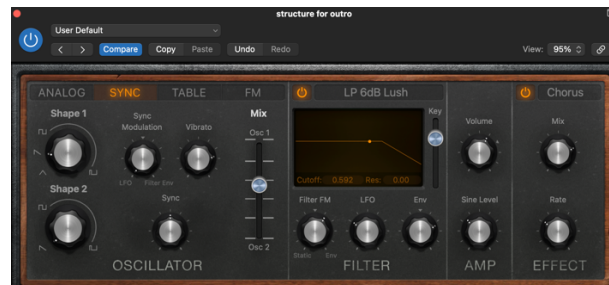 structure for outro
User Default
Compare Copy Paste Undo Redo View: 95%
ANALOG SYNC TABLE FM
LP 6dB Lush
Chorus
Shape 1
Sync Modulation
Vibrato
Mix
Osc 1
LFO Filter Env
Shape 2
Sync
Osc 2
OSCILLATOR
Key
Cutoff: 0.592 Res: 0.00
Filter FM LFO Env
Static Env
FILTER
Volume
Sine Level
AMP
Mix
Rate
EFFECT